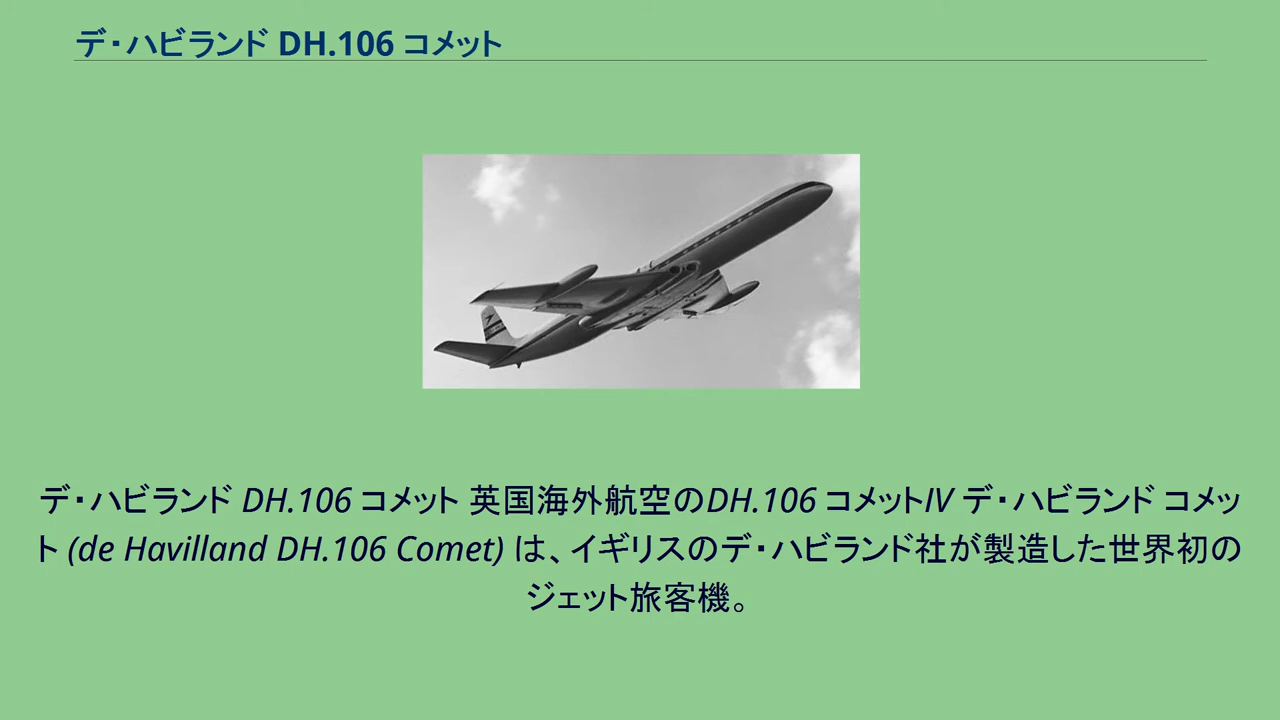 デ・ハビランド DH.106 コメット
デ・ハビランド DH.106 コメット 英国海外航空のDH.106 コメットIV デ・ハビランド コメッ
ト (de Havilland DH.106 Comet) は、イギリスのデ・ハビランド社が製造した世界初の
ジェット旅客機。